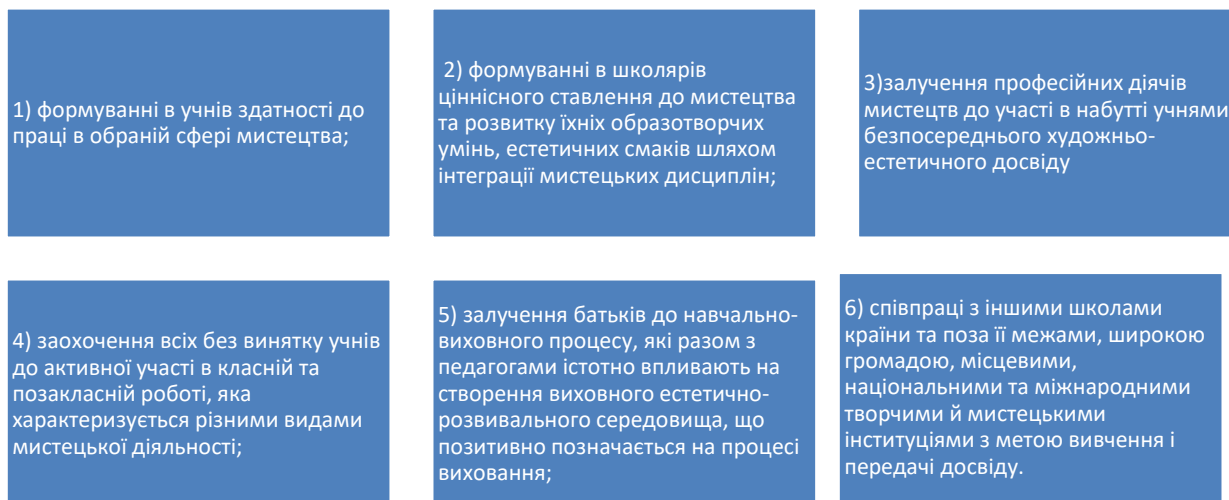 1) формуванні в учнів здатності до
праці в обраній сфері мистецтва;
2) формуванні в школярів
ціннісного ставлення до мистецтва
та розвитку їхніх образотворчих
умінь, естетичних смаків шляхом
інтеграції мистецьких дисциплін;
3)залучення професійних діячів
мистецтв до участі в набутті учнями
безпосереднього художньо-
естетичного досвіду
4) заохочення всіх без винятку учнів
до активної участі в класній та
позакласній роботі, яка
характеризується різними видами
мистецької діяльності;
5) залучення батьків до навчально-
виховного процесу, які разом з
педагогами істотно впливають на
створення виховного естетично-
розвивального середовища, що
позитивно позначається на процесі
виховання;
6) співпраці з іншими школами
країни та поза її межами, широкою
громадою, місцевими,
національними та міжнародними
творчими й мистецькими
інституціями з метою вивчення і
передачі досвіду.